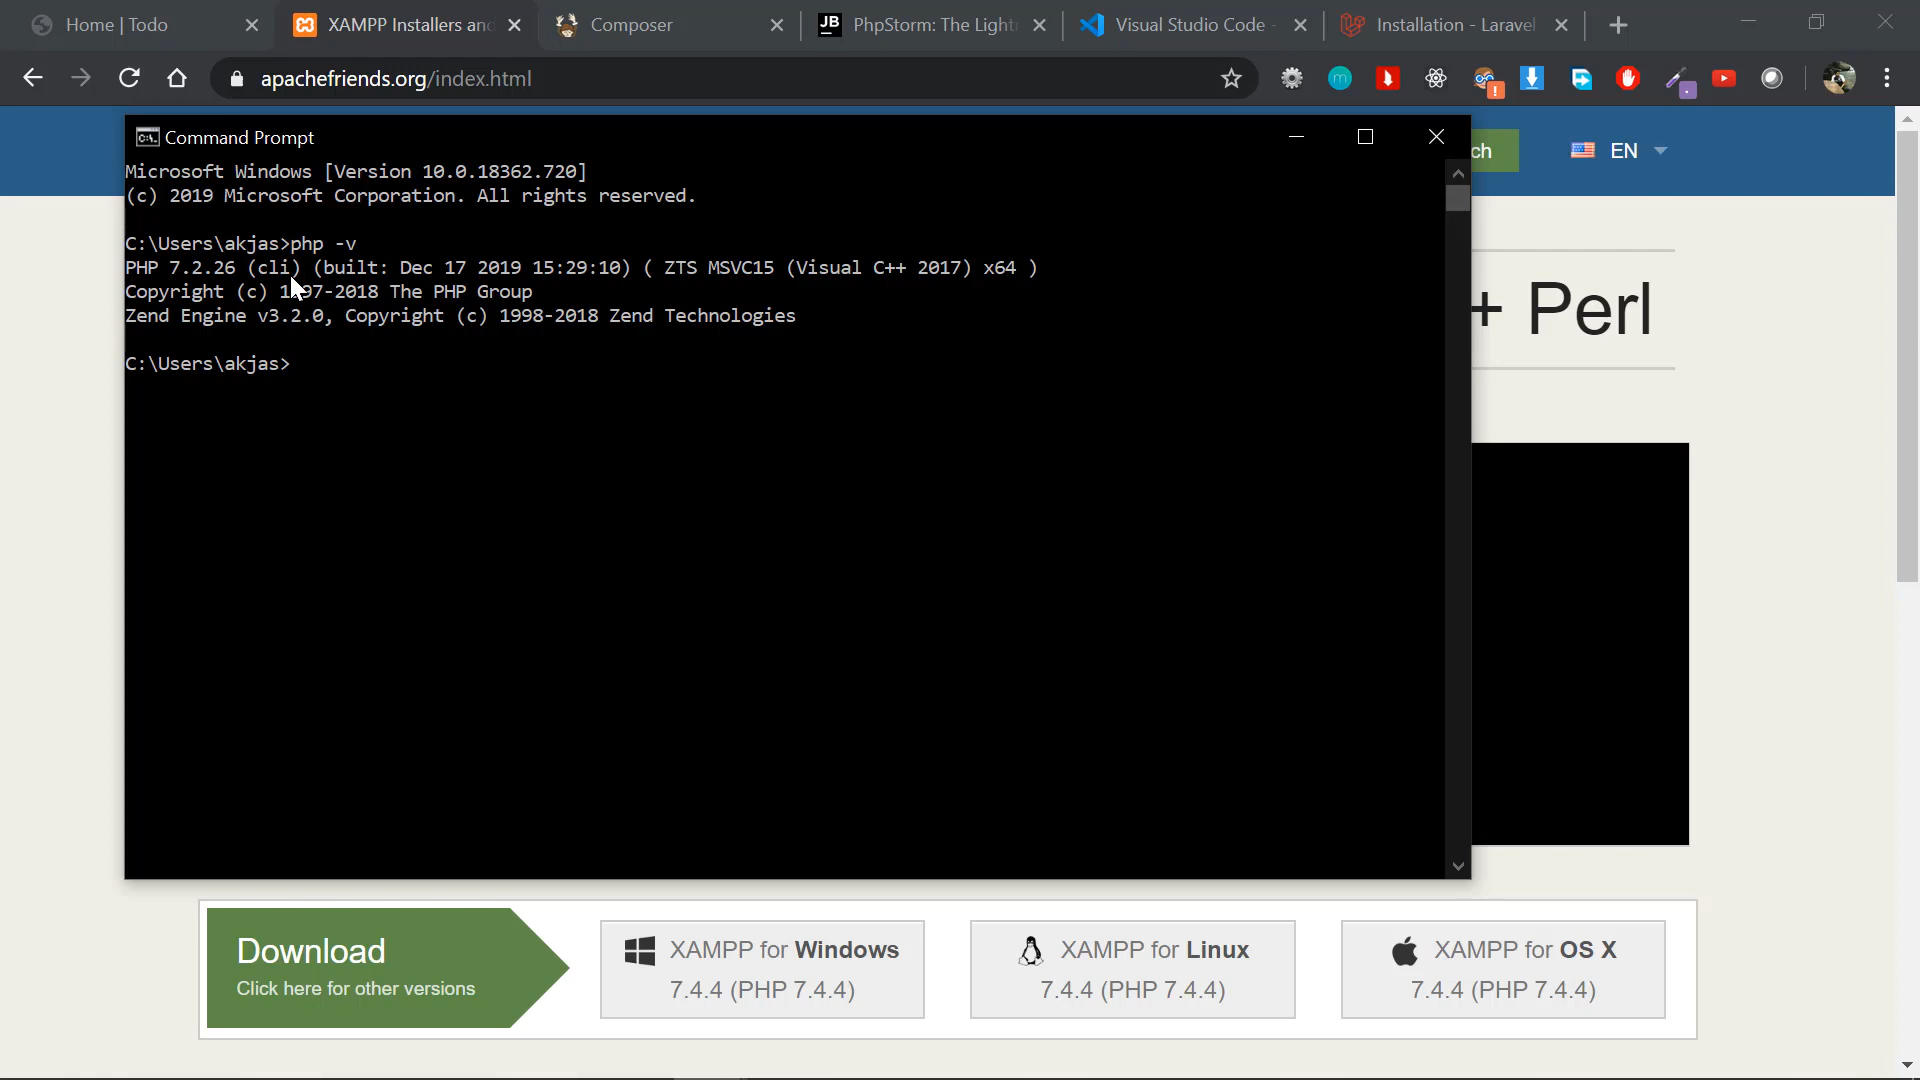 Home | Todo
XAMPP Installers and
Composer
PhpStorm: The Light
Visual Studio Code -
Installation - Laravel
apachefriends.org/index.html
Command Prompt
ch
EN
Microsoft Windows [Version 10.0.18362.720]
(c) 2019 Microsoft Corporation. All rights reserved.
C:\Users\akjas>php -v
PHP 7.2.26 (cli) (built: Dec 17 2019 15:29:10) ( ZTS MSVC15 (Visual C++ 2017) x64 )
Copyright (c) 1997-2018 The PHP Group
Zend Engine v3.2.0, Copyright (c) 1998-2018 Zend Technologies
C:\Users\akjas>
+ Perl
Download
Click here for other versions
XAMPP for Windows
7.4.4 (PHP 7.4.4)
XAMPP for Linux
7.4.4 (PHP 7.4.4)
XAMPP for OS X
7.4.4 (PHP 7.4.4)